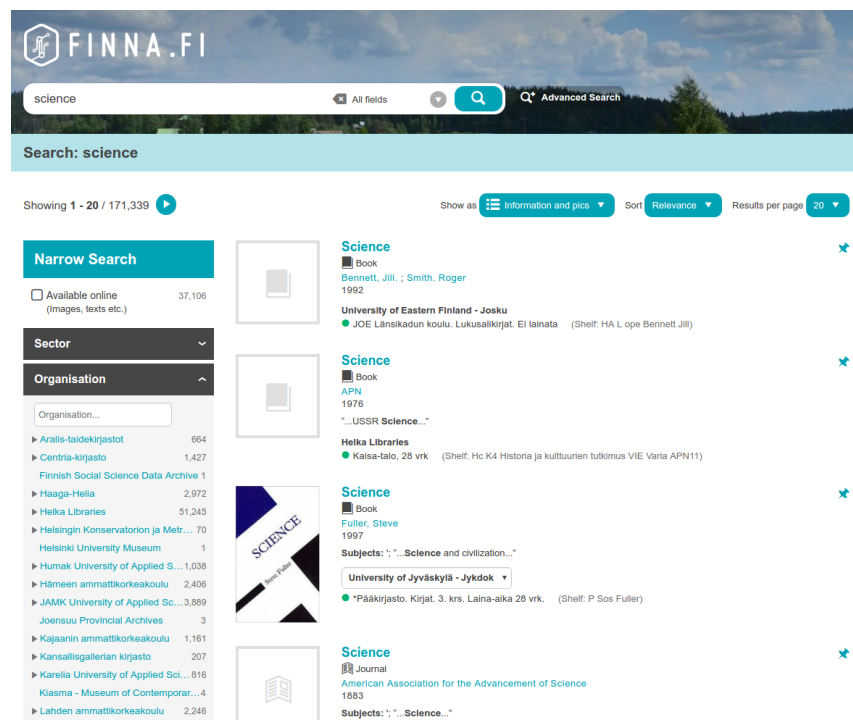 FINNA.FI
science All fields Advanced Search
Search: science
Showing 1 - 20 / 171,339 Show as Information and pics Sort Relevance Results per page 20
Narrow Search
Available online 37,106
(Images, texts etc.)
Sector
Organisation
Organisation...
Aralis-taidekirjastot 664
Centria-kirjasto 1,427
Finnish Social Science Data Archive 1
Haaga-Helia 2,972
Helka Libraries 51,245
Helsingin Konservatorion ja Metr... 70
Helsinki University Museum 1
Humak University of Applied S... 1,038
Hämeen ammattikorkeakoulu 2,406
JAMK University of Applied Sc... 3,889
Joensuu Provincial Archives 3
Kajaanin ammattikorkeakoulu 1,161
Kansallisgallerian kirjasto 207
Karelia University of Applied Sci... 816
Kiasma - Museum of Contemporar... 4
Lahden ammattikorkeakoulu 2,246
Science
Book
Bennett, Jill. ; Smith, Roger
1992
University of Eastern Finland - Josku
JOE Länsikadun koulu. Lukusalikirjat. Ei lainata (Shelf: HA L ope Bennett Jill)
Science
Book
APN
1976
"...USSR Science..."
Helka Libraries
Kaisa-talo, 28 vrk (Shelf: Hc K4 Historia ja kulttuurien tutkimus VIE Varia APN11)
SCIENCE
Steve Fuller
Science
Book
Fuller, Steve
1997
Subjects: '; "...Science and civilization..."
University of Jyväskylä - Jykdok
*Pääkirjasto. Kirjat. 3. krs. Laina-aika 28 vrk. (Shelf: P Sos Fuller)
Science
Journal
American Association for the Advancement of Science
1883
Subjects: '; "...Science..."